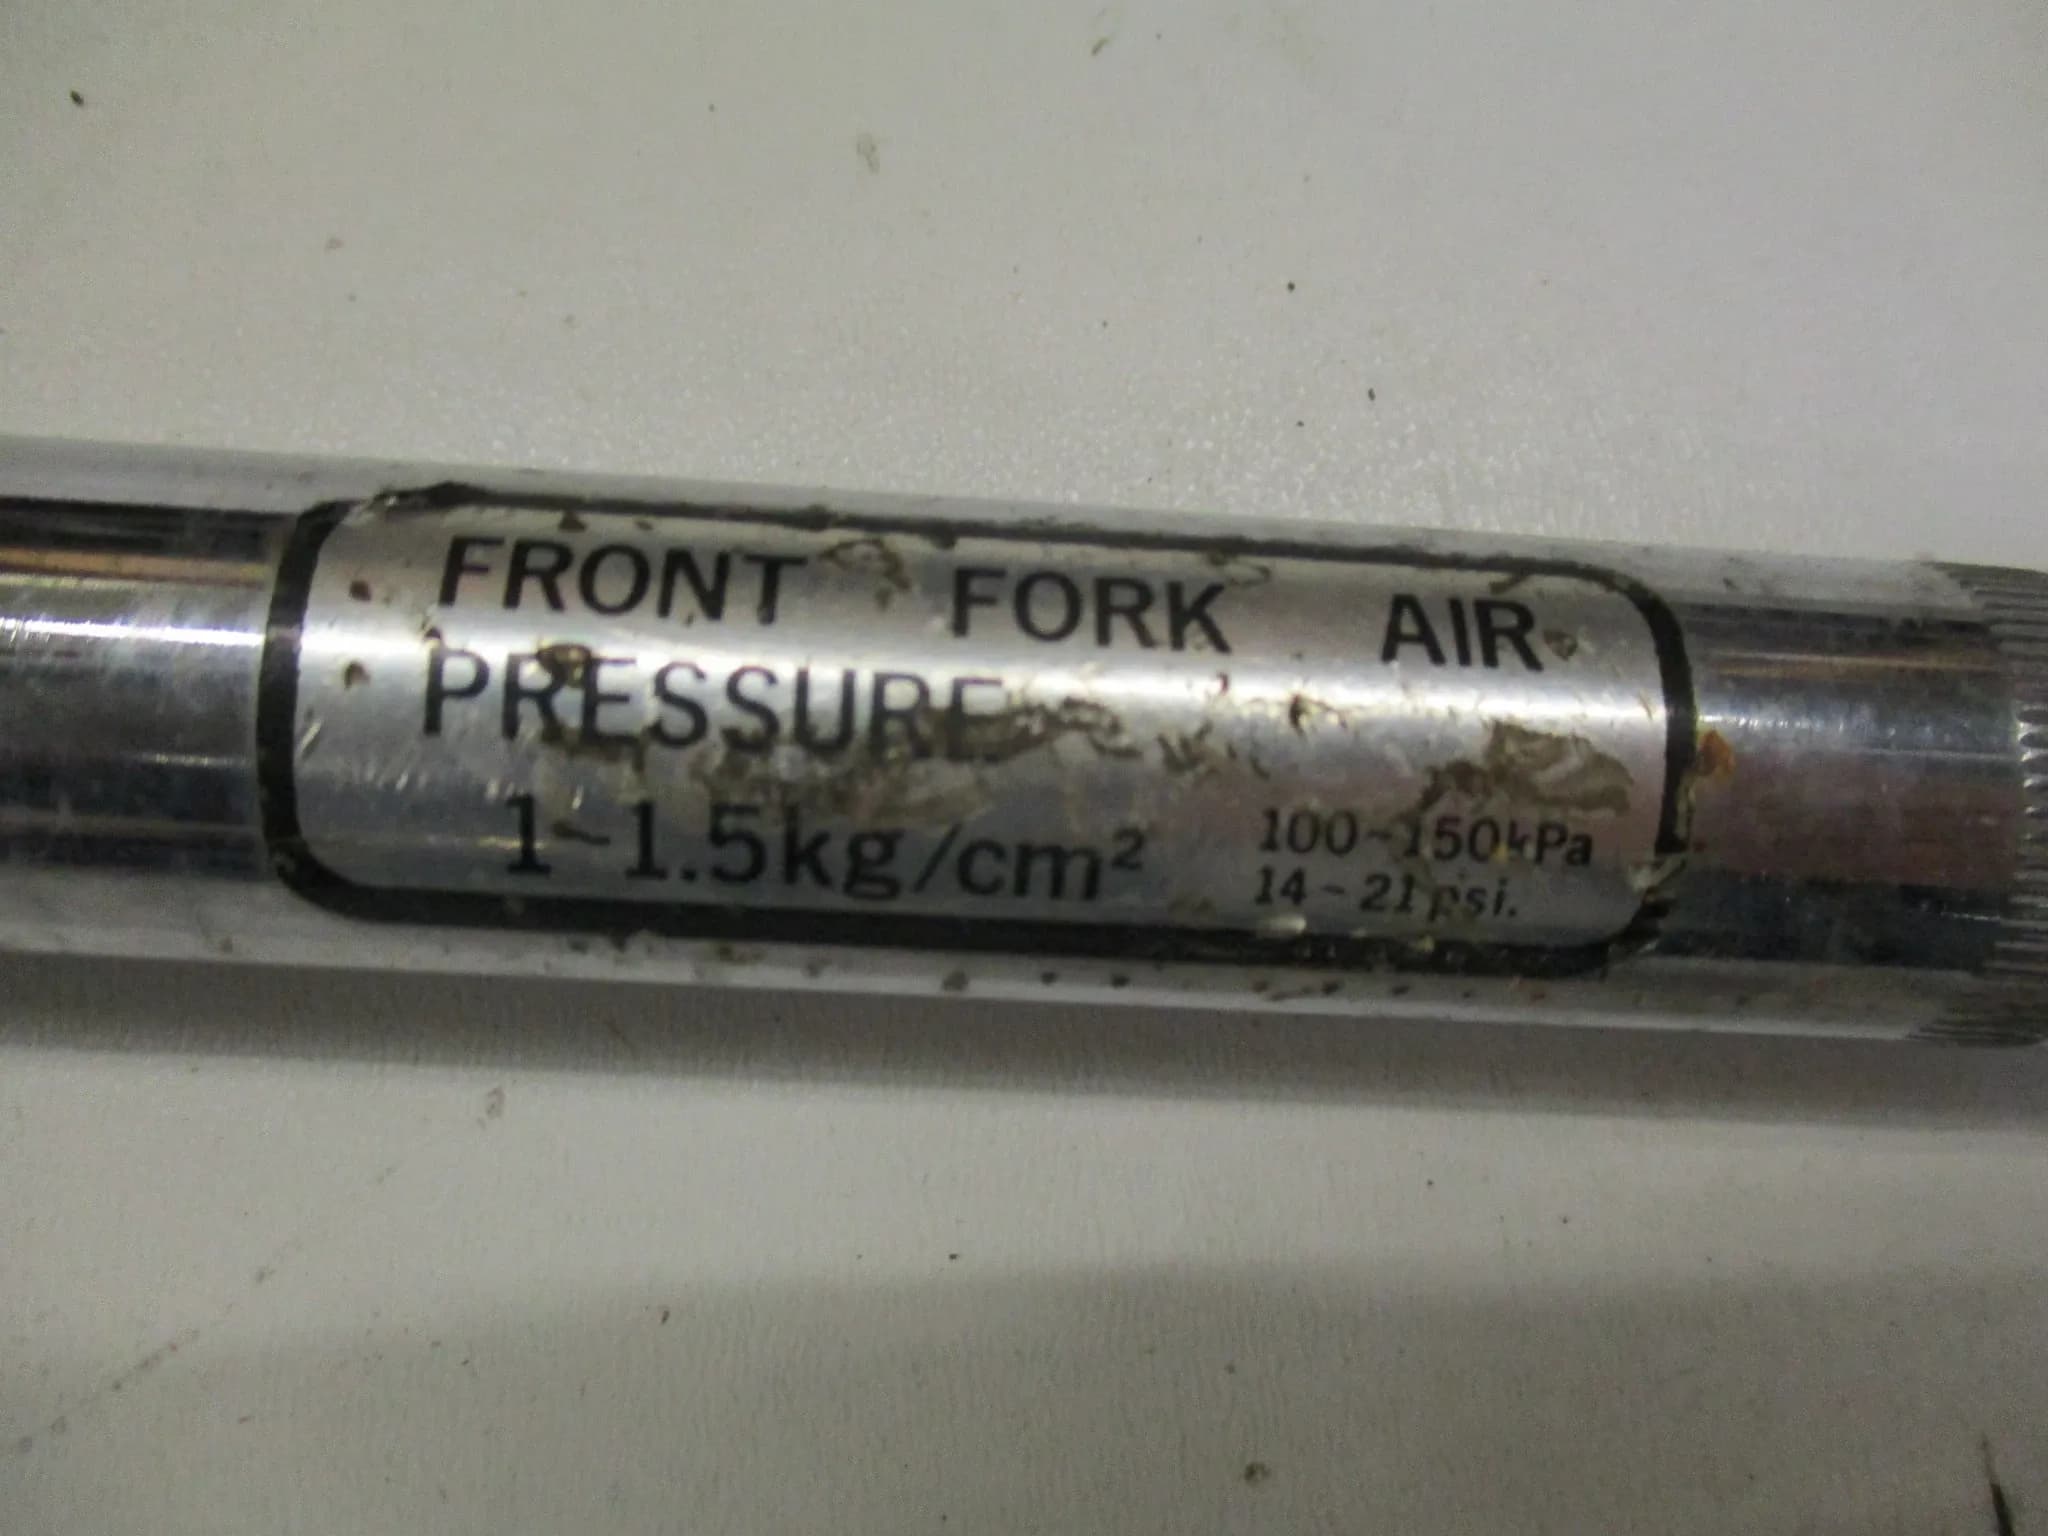 FRONT FORK AIR
PRESSURE
1~1.5kg/cm² 100~150kPa
14~21psi.